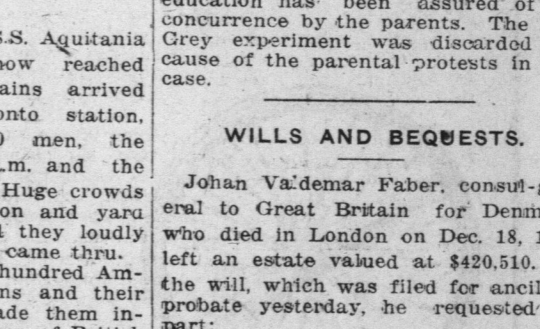 S.S. Aquitania
now reached
ains arrived
onto station,
0 men, the
.m. and the
Huge crowds
on and yard
they loudly
came thru.
hundred Am-
ns and their
ade them in-
education has been assured of
concurrence by the parents. The
Grey experiment was discarded
cause of the parental protests in
case.
WILLS AND BEQUESTS.
Johan Valdemar Faber, consul-g
eral to Great Britain for Denm
who died in London on Dec. 18, 1
left an estate valued at $420,510.
the will, which was filed for ancil
probate yesterday, he requested
part: